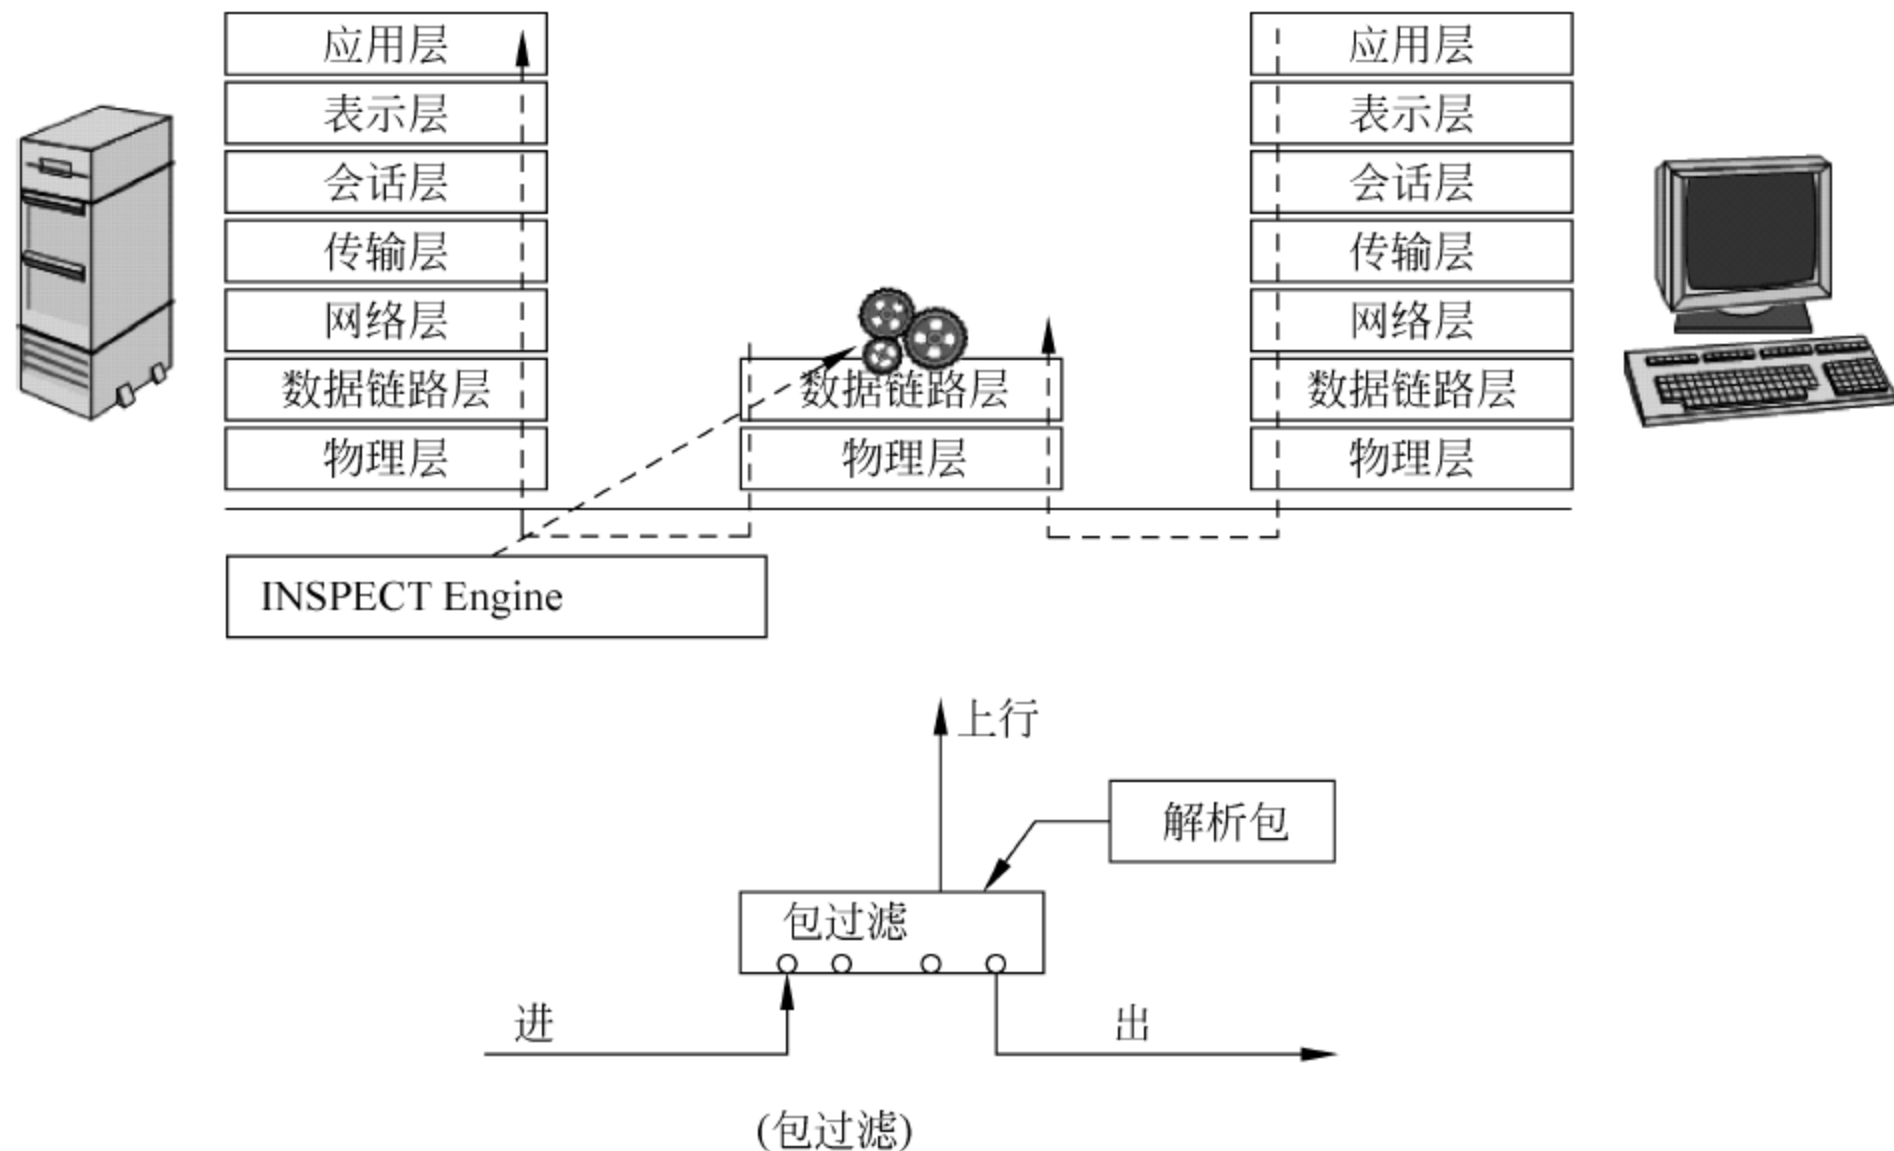 应用层
表示层
会话层
传输层
网络层
数据链路层
物理层
数据链路层
物理层
应用层
表示层
会话层
传输层
网络层
数据链路层
物理层
INSPECT Engine
上行
解析包
包过滤
进
出
(包过滤)